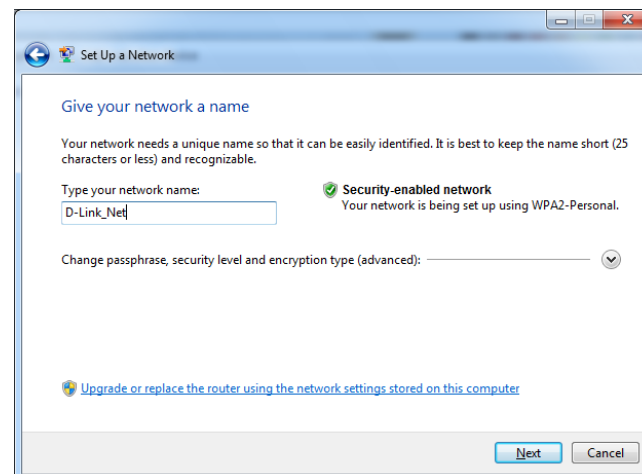 Set Up a Network
Give your network a name
Your network needs a unique name so that it can be easily identified. It is best to keep the name short (25
characters or less) and recognizable.
Type your network name:
Security-enabled network
D-Link_Net
Your network is being set up using WPA2-Personal.
Change passphrase, security level and encryption type (advanced):
Upgrade or replace the router using the network settings stored on this computer
Next
Cancel